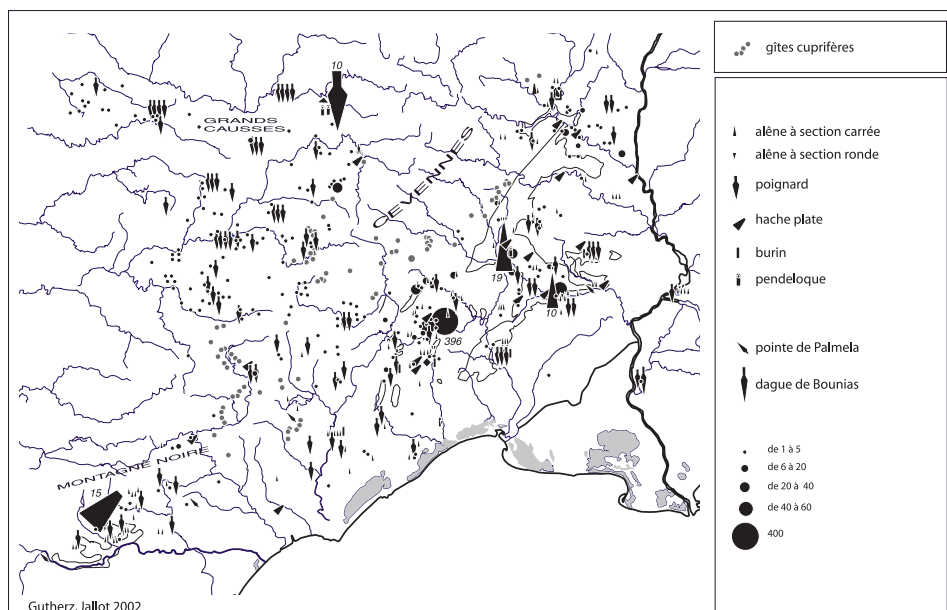 gîtes cuprifères
alêne à section carrée
alêne à section ronde
poignard
hache plate
burin
pendeloque
pointe de Palmela
dague de Bounias
de 1 à 5
de 6 à 20
de 20 à 40
de 40 à 60
400
10
GRANDS
CAUSSES
CEVENNES
19
10
396
MONTAGNE NOIRE
15
Gutherz, Jallot 2002